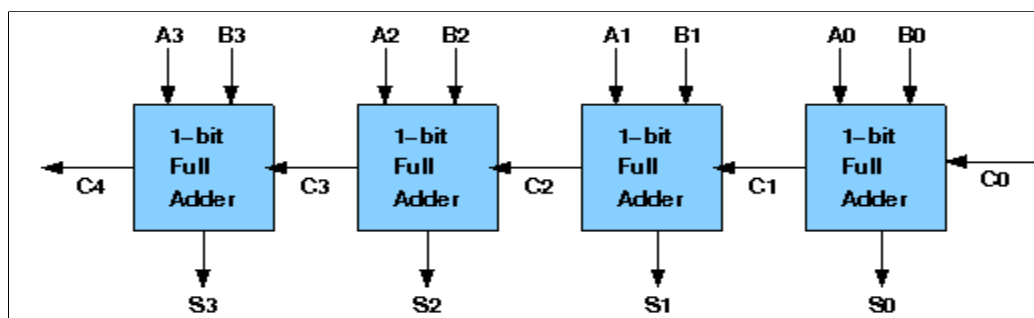 A3 B3 A2 B2 A1 B1 A0 B0
1-bit Full Adder
1-bit Full Adder
1-bit Full Adder
1-bit Full Adder
C4 C3 C2 C1 C0
S3 S2 S1 S0